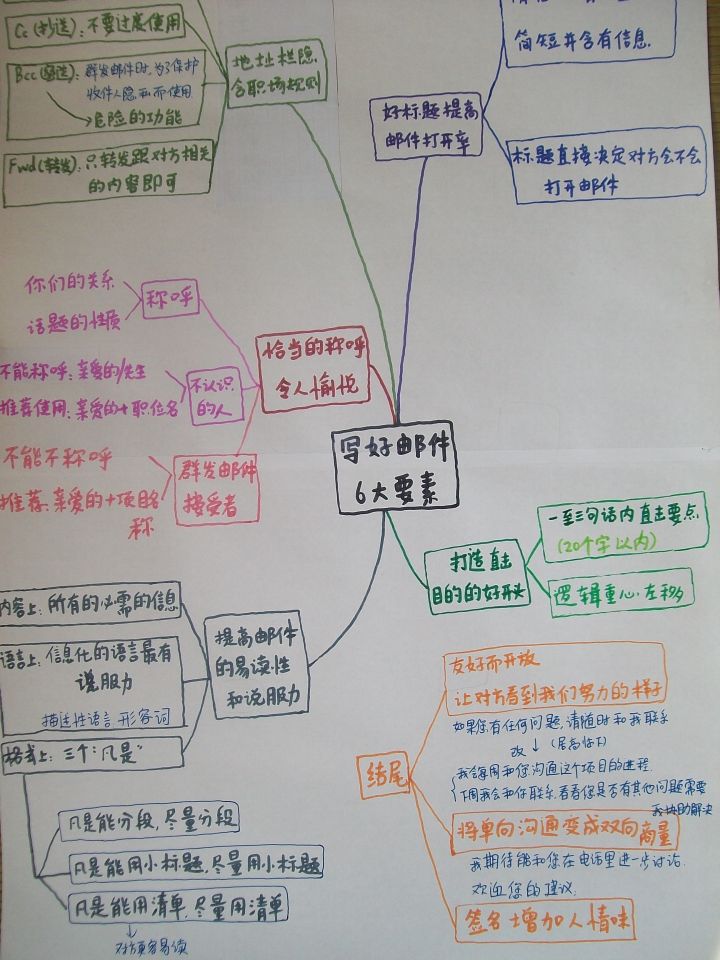 Cc(抄送):不要过度使用
Bcc(密送):群发邮件时,为了保护
收件人隐私而使用
危险的功能
Fwd(转发):只转发跟对方相关
的内容即可
地址栏隐
含职场规则
简短并含有信息
好标题提高
邮件打开率
标题直接决定对方会不会
打开邮件
你们的关系
话题的性质
称呼
不能称呼:亲爱的/先生
推荐使用:亲爱的+职位名
不认识
的人
不能不称呼
推荐:亲爱的+项目名
称
群发邮件
接受者
恰当的称呼
令人愉悦
写好邮件
6大要素
打造直击
目的的好开头
一至三句话内直击要点
(20个字以内)
逻辑重心左移
内容上:所有的必需的信息
语言上:信息化的语言最有
说服力
描述性语言 形容词
格式上:三个"凡是"
提高邮件
的易读性
和说服力
凡是能分段,尽量分段
凡是能用小标题,尽量用小标题
凡是能用清单,尽量用清单
对方更容易读
结尾
友好而开放
让对方看到我们努力的样子
如果您有任何问题,请随时和我联系
改↓(居高临下)
我会每周和您沟通这个项目的进程
下周我会和你联系,看看您是否有其他问题需要
我协助解决
将单向沟通变成双向商量
我期待能和您在电话里进一步讨论
欢迎您的建议
签名增加人情味